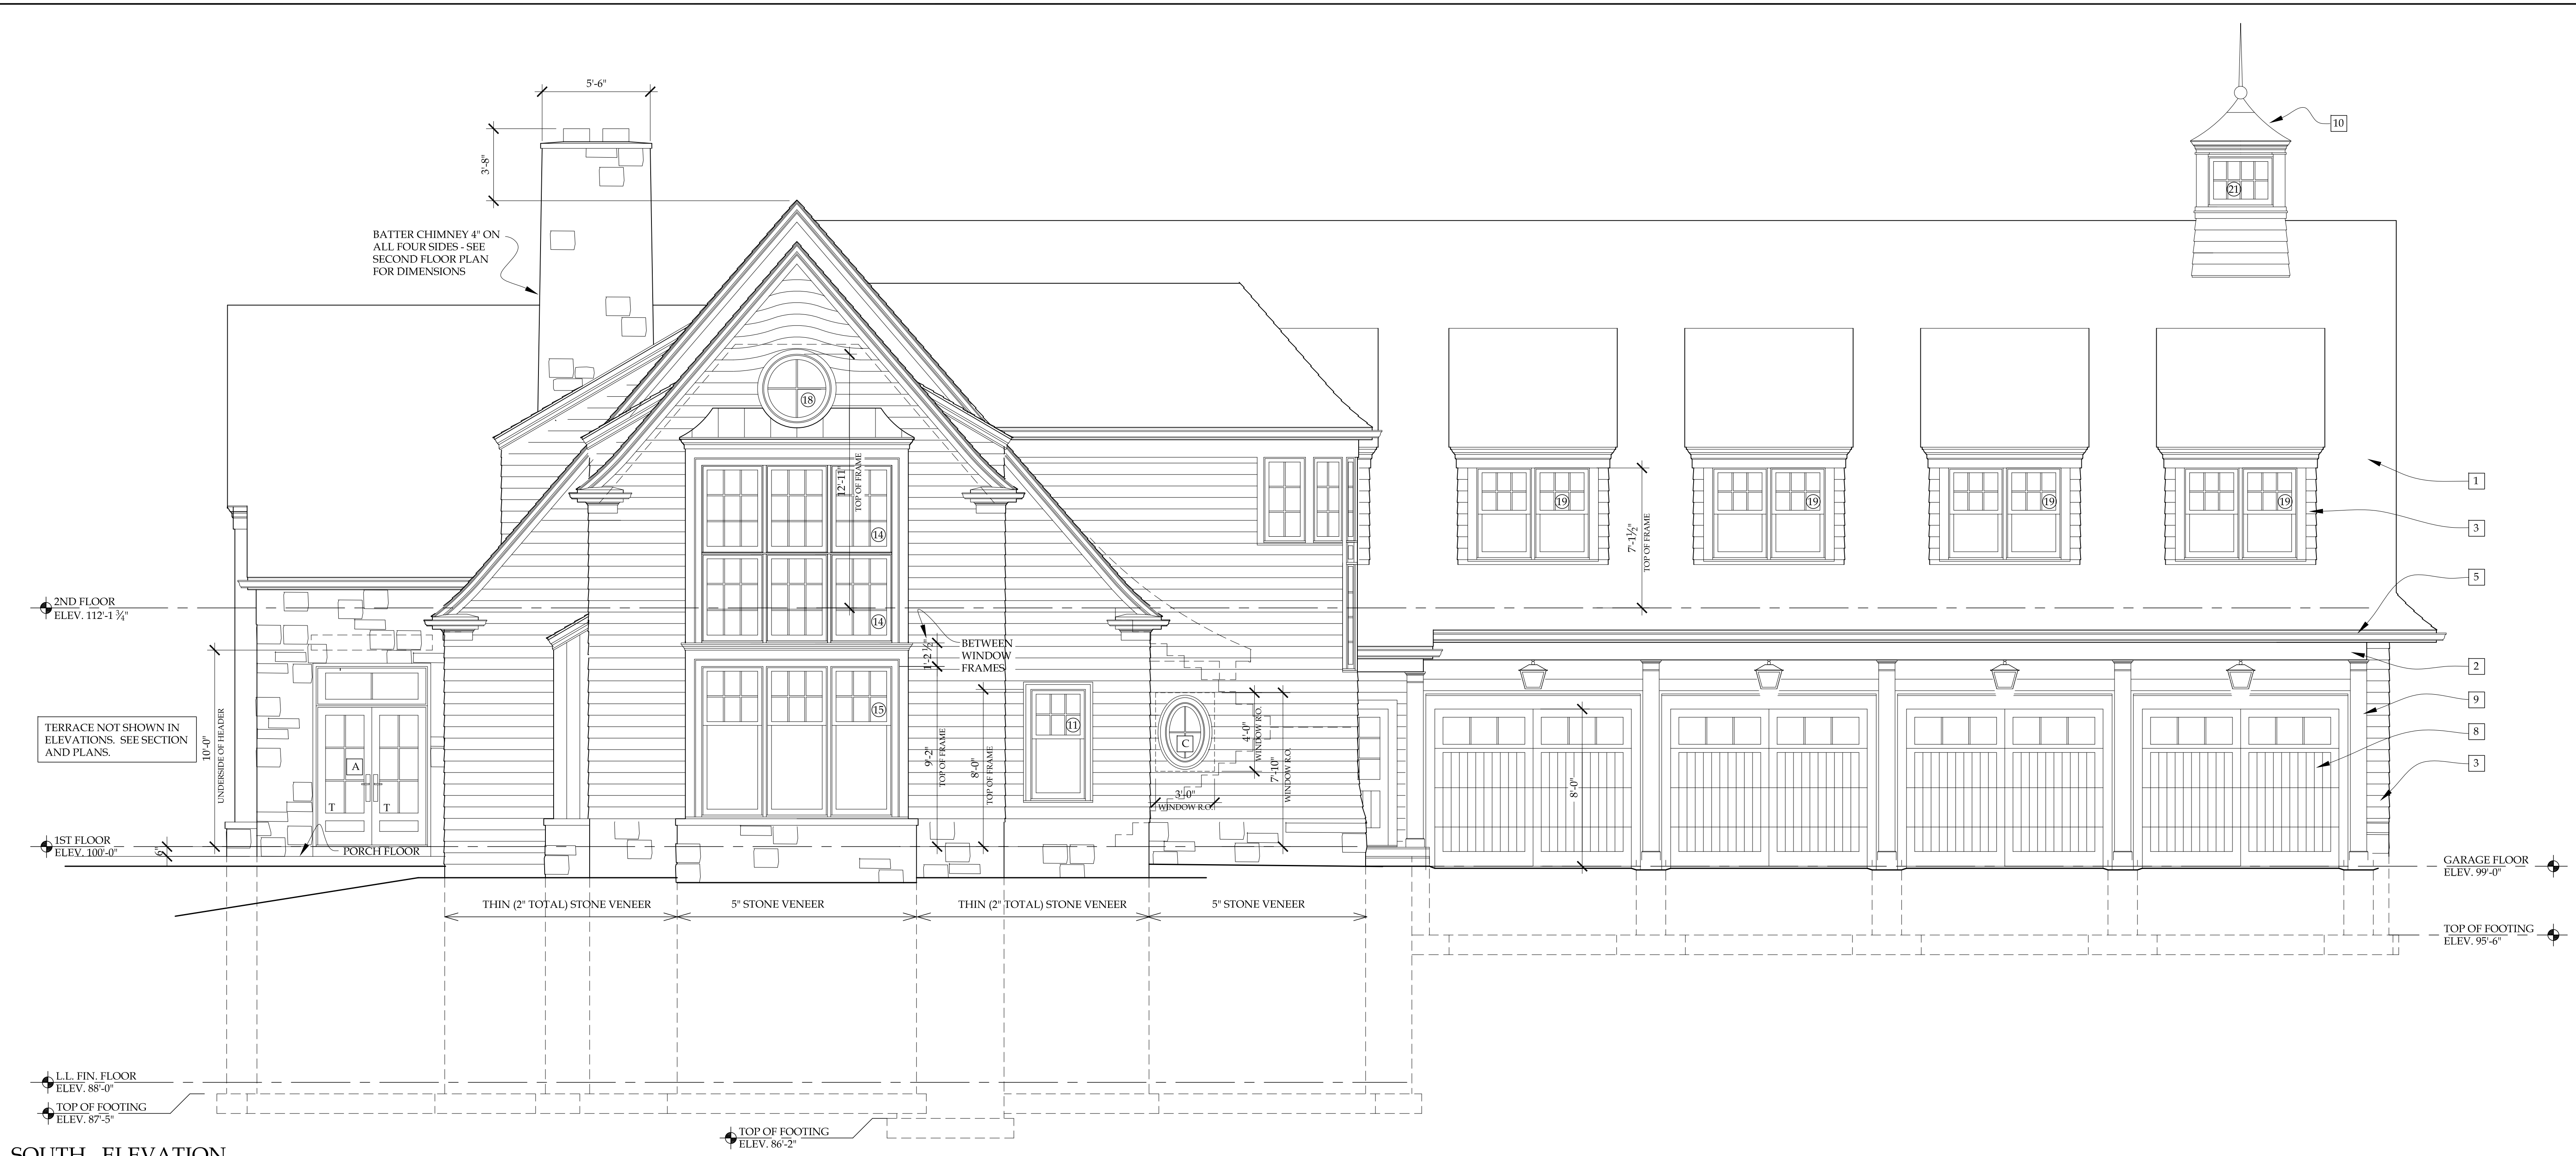 5'-6"
3'-8"
10
21
BATTER CHIMNEY 4" ON
ALL FOUR SIDES - SEE
SECOND FLOOR PLAN
FOR DIMENSIONS
18
12'-11"
TOP OF FRAME
14
14
15
19
19
19
19
7'-1½"
TOP OF FRAME
1
3
5
2
9
8
3
2ND FLOOR
ELEV. 112'-1 ¾"
1'-2 ½"
BETWEEN
WINDOW
FRAMES
TERRACE NOT SHOWN IN
ELEVATIONS. SEE SECTION
AND PLANS.
10'-0"
UNDERSIDE OF HEADER
A
T
T
9'-2"
TOP OF FRAME
8'-0"
TOP OF FRAME
11
C
4'-0"
WINDOW R.O.
7'-10"
WINDOW R.O.
3'-0"
WINDOW R.O.
8'-0"
1ST FLOOR
ELEV. 100'-0"
6"
PORCH FLOOR
GARAGE FLOOR
ELEV. 99'-0"
THIN (2" TOTAL) STONE VENEER
5" STONE VENEER
THIN (2" TOTAL) STONE VENEER
5" STONE VENEER
TOP OF FOOTING
ELEV. 95'-6"
L.L. FIN. FLOOR
ELEV. 88'-0"
TOP OF FOOTING
ELEV. 87'-5"
TOP OF FOOTING
ELEV. 86'-2"
SOUTH ELEVATION